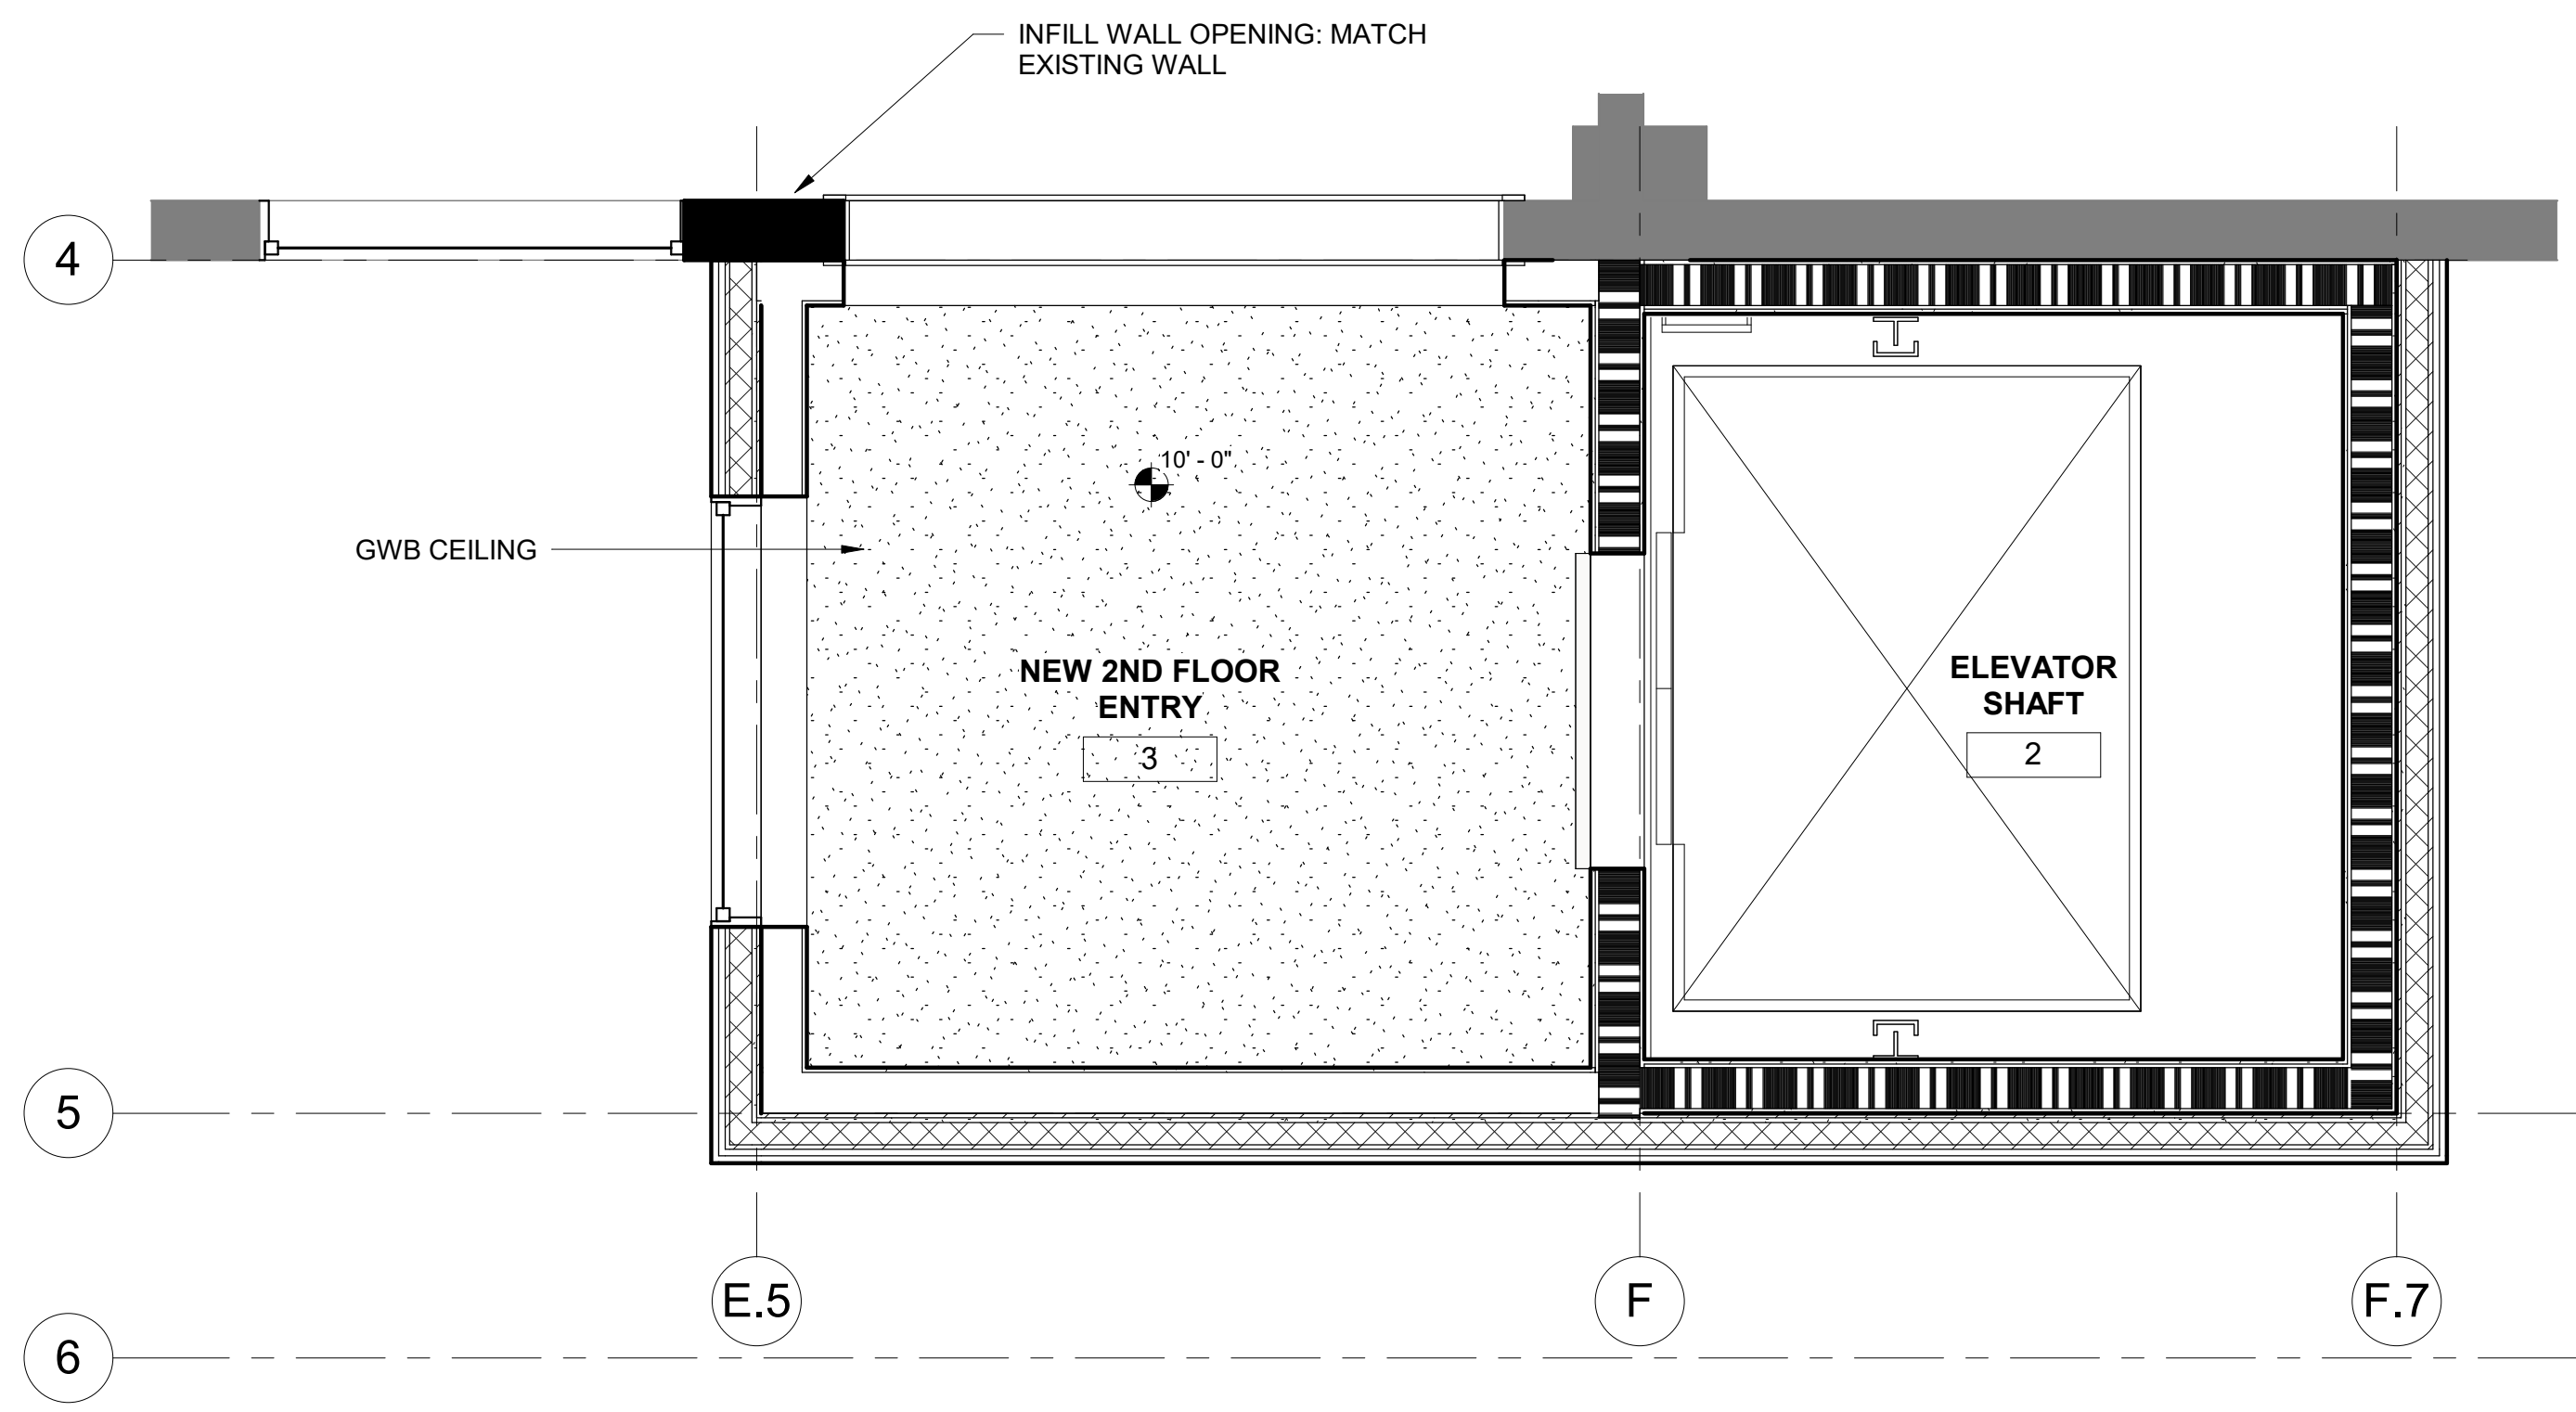 INFILL WALL OPENING: MATCH
EXISTING WALL
4
10' - 0"
GWB CEILING
NEW 2ND FLOOR
ENTRY
3
ELEVATOR
SHAFT
2
5
E.5
F
F.7
6